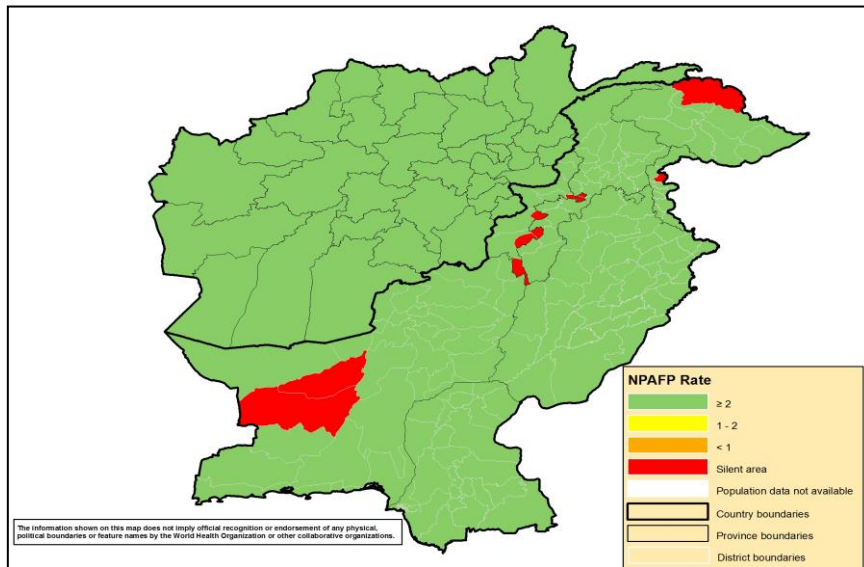 NPAFP Rate
≥ 2
1 - 2
< 1
Silent area
Population data not available
Country boundaries
Province boundaries
District boundaries
The information shown on this map does not imply official recognition or endorsement of any physical,
political boundaries or feature names by the World Health Organization or other collaborative organizations.